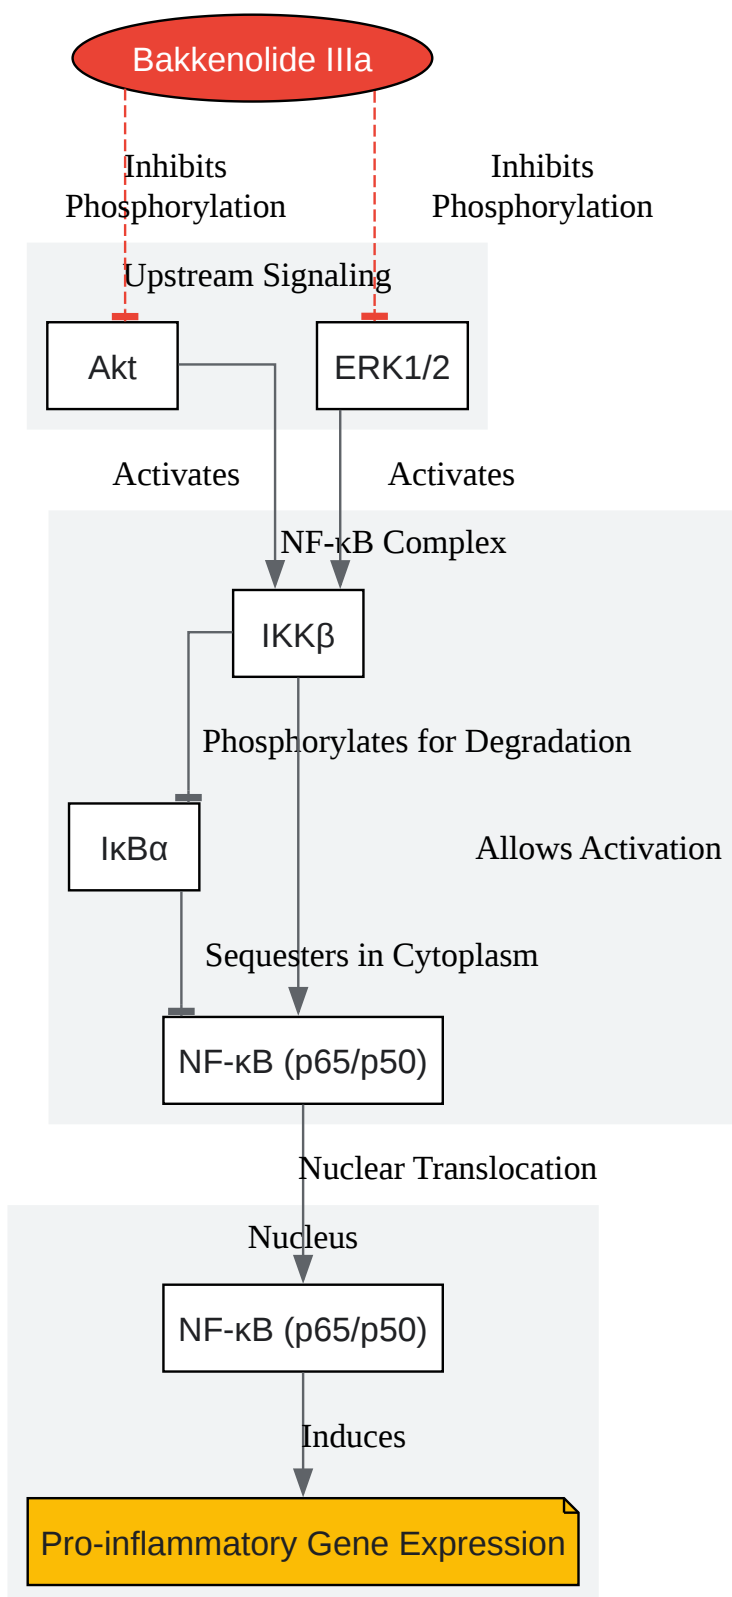 Bakkenolide IIIa
Inhibits
Phosphorylation
Inhibits
Phosphorylation
Upstream Signaling
Akt
ERK1/2
Activates
Activates
NF-κB Complex
IKKβ
Phosphorylates for Degradation
IκBα
Allows Activation
Sequesters in Cytoplasm
NF-κB (p65/p50)
Nuclear Translocation
Nucleus
NF-κB (p65/p50)
Induces
Pro-inflammatory Gene Expression